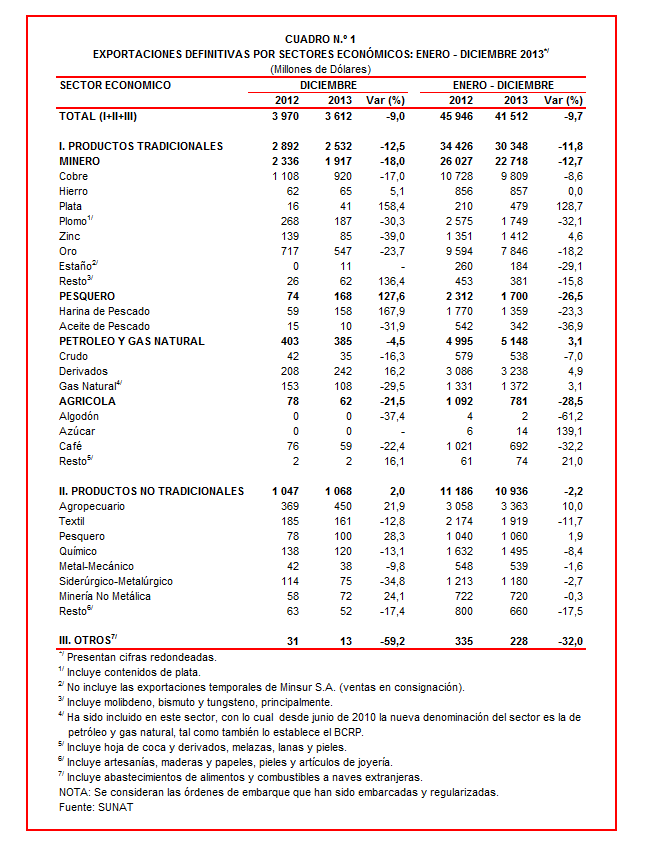 CUADRO N.º 1
EXPORTACIONES DEFINITIVAS POR SECTORES ECONÓMICOS: ENERO - DICIEMBRE 2013*/
(Millones de Dólares)
SECTOR ECONOMICO DICIEMBRE ENERO - DICIEMBRE
2012 2013 Var (%) 2012 2013 Var (%)
TOTAL (I+II+III) 3 970 3 612 -9,0 45 946 41 512 -9,7
I. PRODUCTOS TRADICIONALES 2 892 2 532 -12,5 34 426 30 348 -11,8
MINERO 2 336 1 917 -18,0 26 027 22 718 -12,7
Cobre 1 108 920 -17,0 10 728 9 809 -8,6
Hierro 62 65 5,1 856 857 0,0
Plata 16 41 158,4 210 479 128,7
Plomo1/ 268 187 -30,3 2 575 1 749 -32,1
Zinc 139 85 -39,0 1 351 1 412 4,6
Oro 717 547 -23,7 9 594 7 846 -18,2
Estaño2/ 0 11 - 260 184 -29,1
Resto3/ 26 62 136,4 453 381 -15,8
PESQUERO 74 168 127,6 2 312 1 700 -26,5
Harina de Pescado 59 158 167,9 1 770 1 359 -23,3
Aceite de Pescado 15 10 -31,9 542 342 -36,9
PETROLEO Y GAS NATURAL 403 385 -4,5 4 995 5 148 3,1
Crudo 42 35 -16,3 579 538 -7,0
Derivados 208 242 16,2 3 086 3 238 4,9
Gas Natural4/ 153 108 -29,5 1 331 1 372 3,1
AGRICOLA 78 62 -21,5 1 092 781 -28,5
Algodón 0 0 -37,4 4 2 -61,2
Azúcar 0 0 - 6 14 139,1
Café 76 59 -22,4 1 021 692 -32,2
Resto5/ 2 2 16,1 61 74 21,0
II. PRODUCTOS NO TRADICIONALES 1 047 1 068 2,0 11 186 10 936 -2,2
Agropecuario 369 450 21,9 3 058 3 363 10,0
Textil 185 161 -12,8 2 174 1 919 -11,7
Pesquero 78 100 28,3 1 040 1 060 1,9
Químico 138 120 -13,1 1 632 1 495 -8,4
Metal-Mecánico 42 38 -9,8 548 539 -1,6
Siderúrgico-Metalúrgico 114 75 -34,8 1 213 1 180 -2,7
Minería No Metálica 58 72 24,1 722 720 -0,3
Resto6/ 63 52 -17,4 800 660 -17,5
III. OTROS7/ 31 13 -59,2 335 228 -32,0
*/ Presentan cifras redondeadas.
1/ Incluye contenidos de plata.
2/ No incluye las exportaciones temporales de Minsur S.A. (ventas en consignación).
3/ Incluye molibdeno, bismuto y tungsteno, principalmente.
4/ Ha sido incluido en este sector, con lo cual desde junio de 2010 la nueva denominación del sector es la de
petróleo y gas natural, tal como también lo establece el BCRP.
5/ Incluye hoja de coca y derivados, melazas, lanas y pieles.
6/ Incluye artesanías, maderas y papeles, pieles y artículos de joyería.
7/ Incluye abastecimientos de alimentos y combustibles a naves extranjeras.
NOTA: Se consideran las órdenes de embarque que han sido embarcadas y regularizadas.
Fuente: SUNAT